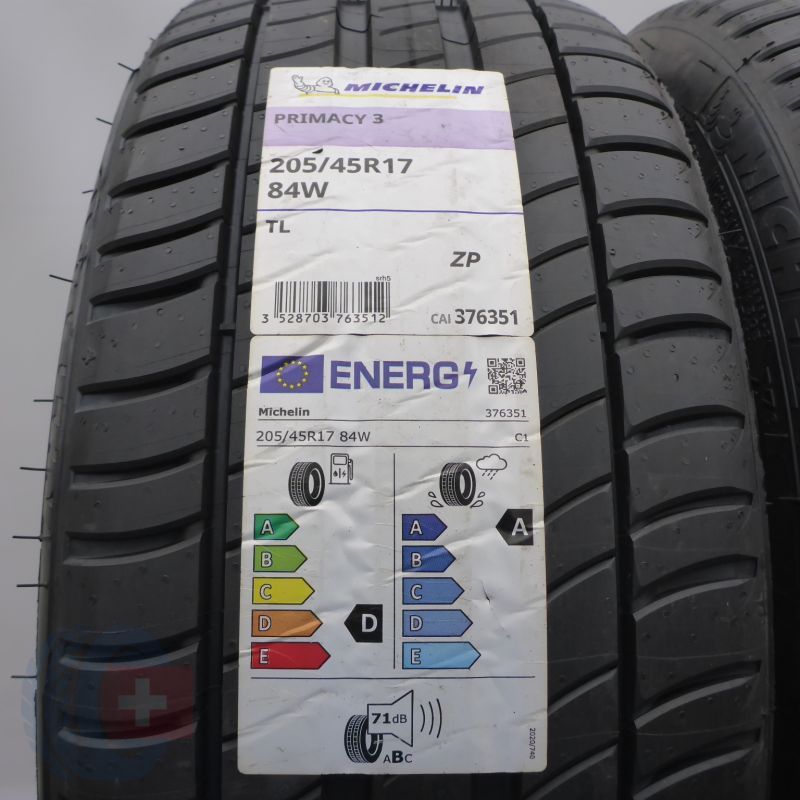 MICHELIN
PRIMACY 3
205/45R17
84W
TL
ZP
srh5
3 528703 763512
CAI 376351
ENERG
Michelin 376351
205/45R17 84W C1
A A A
B B
C C
D D D
E E
71dB
ABC
2020/740